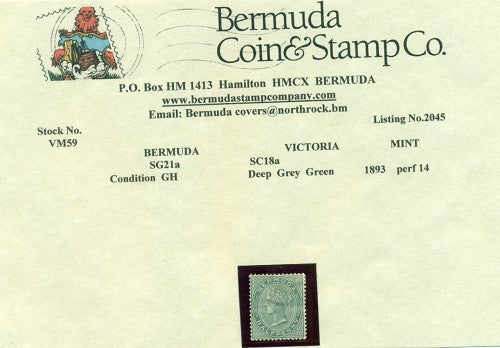 Bermuda
Coin&Stamp Co.
P.O. Box HM 1413 Hamilton HMCX BERMUDA
www.bermudastampcompany.com
Email: Bermuda covers@northrock.bm
Stock No. Listing No.2045
VM59
BERMUDA VICTORIA MINT
SG21a SC18a
Condition GH Deep Grey Green 1893 perf 14
BERMUDA